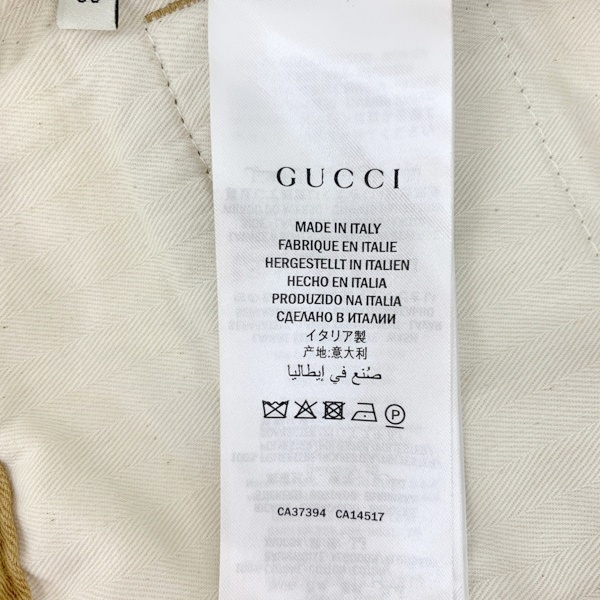 GUCCI
MADE IN ITALY
FABRIQUE EN ITALIE
HERGESTELLT IN ITALIEN
HECHO EN ITALIA
PRODUZIDO NA ITALIA
СДЕЛАНО В ИТАЛИИ
イタリア製
产地:意大利
صُنع في إيطاليا
P
CA37394 CA14517